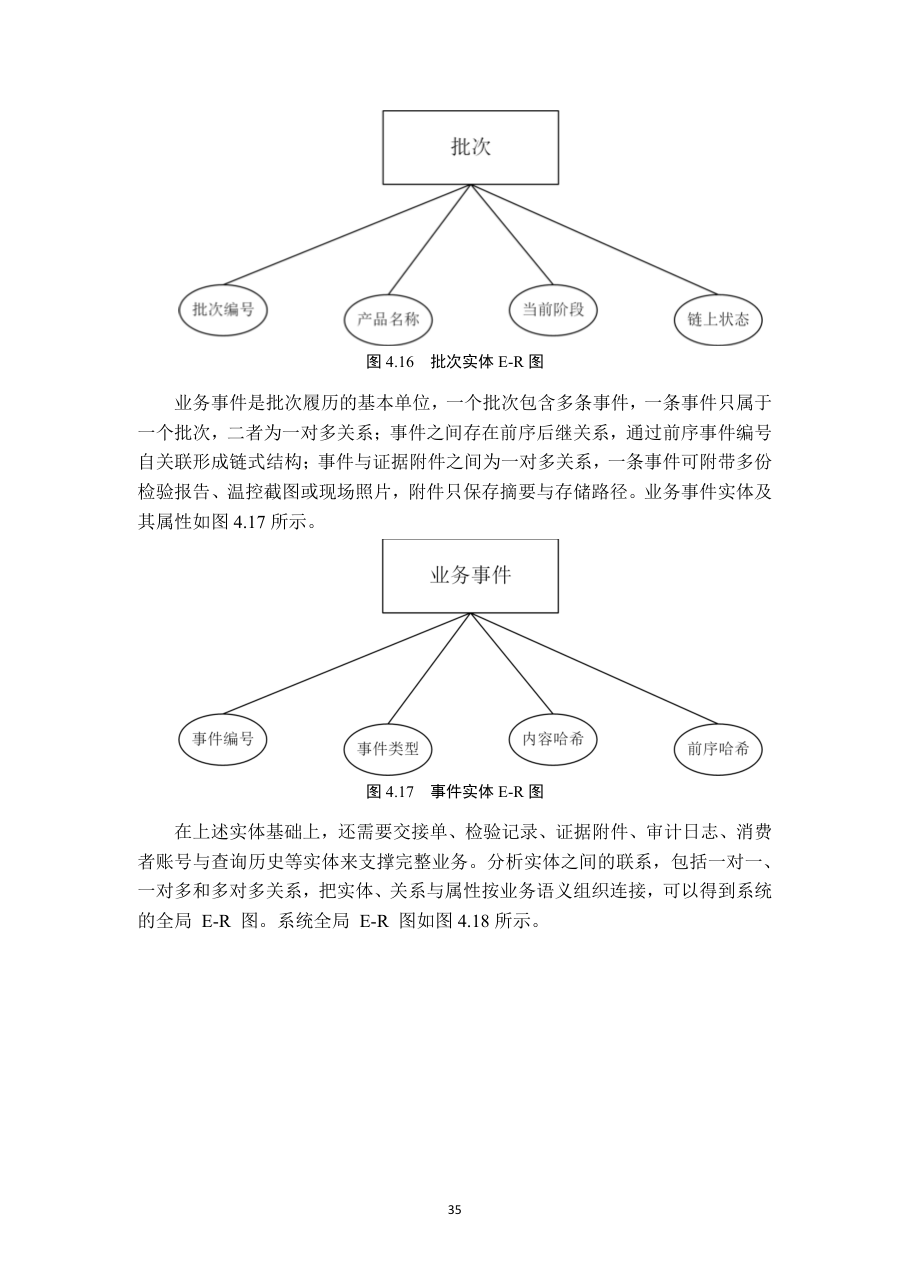 批次
批次编号
产品名称
当前阶段
链上状态
图 4.16 批次实体 E-R 图
业务事件是批次履历的基本单位，一个批次包含多条事件，一条事件只属于
一个批次，二者为一对多关系；事件之间存在前序后继关系，通过前序事件编号
自关联形成链式结构；事件与证据附件之间为一对多关系，一条事件可附带多份
检验报告、温控截图或现场照片，附件只保存摘要与存储路径。业务事件实体及
其属性如图 4.17 所示。
业务事件
事件编号
事件类型
内容哈希
前序哈希
图 4.17 事件实体 E-R 图
在上述实体基础上，还需要交接单、检验记录、证据附件、审计日志、消费
者账号与查询历史等实体来支撑完整业务。分析实体之间的联系，包括一对一、
一对多和多对多关系，把实体、关系与属性按业务语义组织连接，可以得到系统
的全局 E-R 图。系统全局 E-R 图如图 4.18 所示。
35